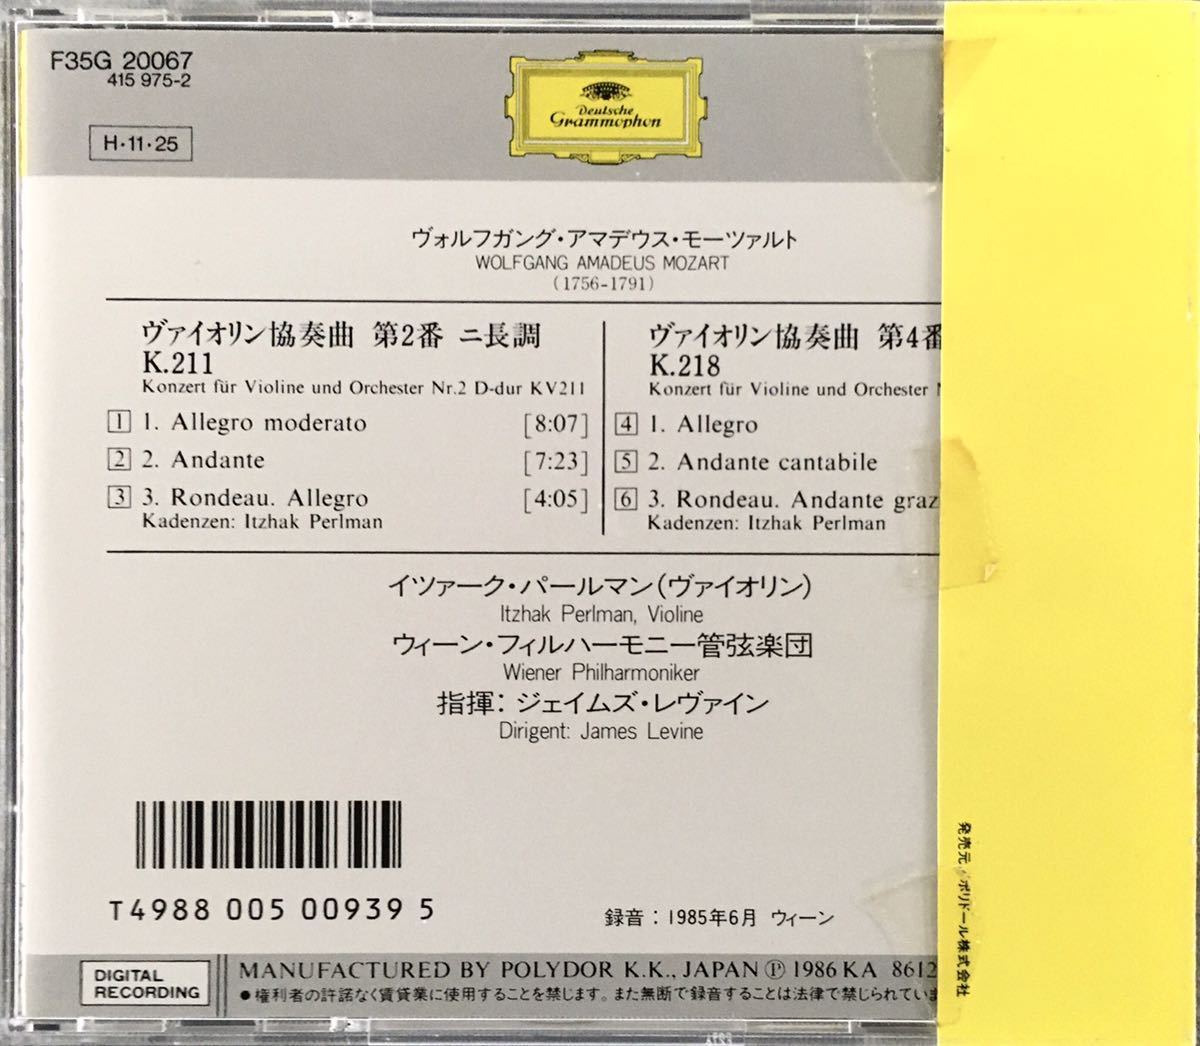 F35G 20067
415 975-2
H・11・25
Deutsche
Grammophon
ヴォルフガング・アマデウス・モーツァルト
WOLFGANG AMADEUS MOZART
(1756-1791)
ヴァイオリン協奏曲 第2番 ニ長調
K.211
Konzert für Violine und Orchester Nr.2 D-dur KV211
1 1. Allegro moderato [8:07]
2 2. Andante [7:23]
3 3. Rondeau. Allegro [4:05]
Kadenzen: Itzhak Perlman
ヴァイオリン協奏曲 第4番
K.218
Konzert für Violine und Orchester
4 1. Allegro
5 2. Andante cantabile
6 3. Rondeau. Andante graz
Kadenzen: Itzhak Perlman
イツァーク・パールマン(ヴァイオリン)
Itzhak Perlman, Violine
ウィーン・フィルハーモニー管弦楽団
Wiener Philharmoniker
指揮: ジェイムズ・レヴァイン
Dirigent: James Levine
T4988 005 00939 5
録音：1985年6月 ウィーン
DIGITAL
RECORDING
MANUFACTURED BY POLYDOR K.K., JAPAN Ⓟ 1986 KA 8612
●権利者の許諾なく賃貸業に使用することを禁じます。また無断で録音することは法律で禁じられていま
発売元/ポリドール株式会社